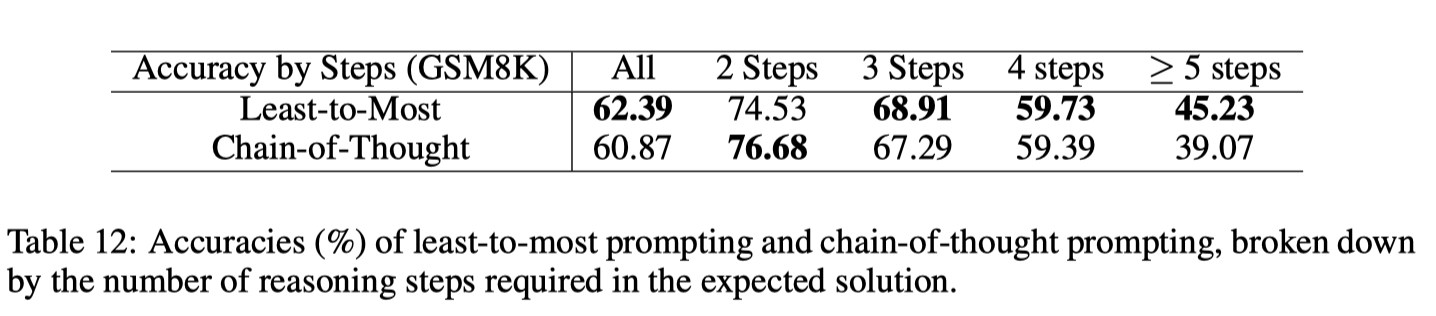 Accuracy by Steps (GSM8K) All 2 Steps 3 Steps 4 steps ≥ 5 steps
Least-to-Most 62.39 74.53 68.91 59.73 45.23
Chain-of-Thought 60.87 76.68 67.29 59.39 39.07
Table 12: Accuracies (%) of least-to-most prompting and chain-of-thought prompting, broken down
by the number of reasoning steps required in the expected solution.